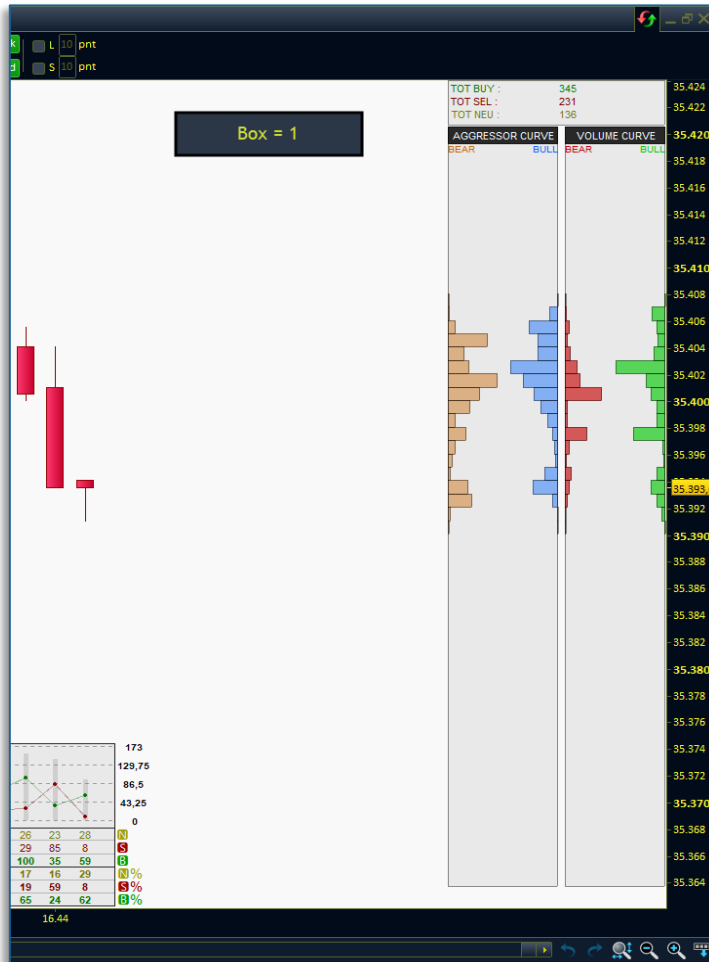 k L 10 pnt
d S 10 pnt
TOT BUY : 345
TOT SEL : 231
TOT NEU : 136
Box = 1
AGGRESSOR CURVE VOLUME CURVE
BEAR BULL BEAR BULL
35.424
35.422
35.420
35.418
35.416
35.414
35.412
35.410
35.408
35.406
35.404
35.402
35.400
35.398
35.396
35.393,
35.392
35.390
35.388
35.386
35.384
35.382
35.380
35.378
35.376
35.374
35.372
35.370
35.368
35.366
35.364
173
129,75
86,5
43,25
0
26 23 28 N
29 85 8 S
100 35 59 B
17 16 29 N%
19 59 8 S%
65 24 62 B%
16.44